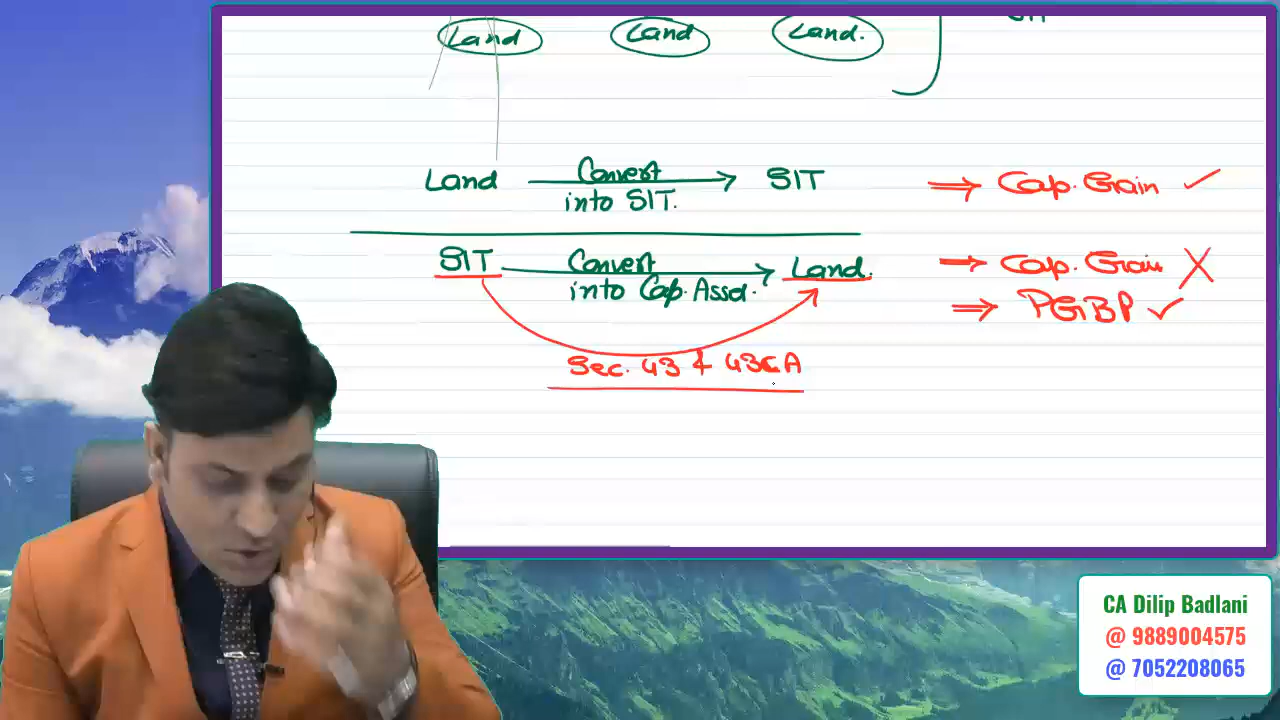 Land Land Land.
Land Convert into SIT. SIT ⇒ Cap. Gain ✓
SIT Convert into Cap. Asset. Land. ⇒ Cap. Gain X
⇒ PGBP ✓
Sec. 43 & 43CA
CA Dilip Badlani
@ 9889004575
@ 7052208065